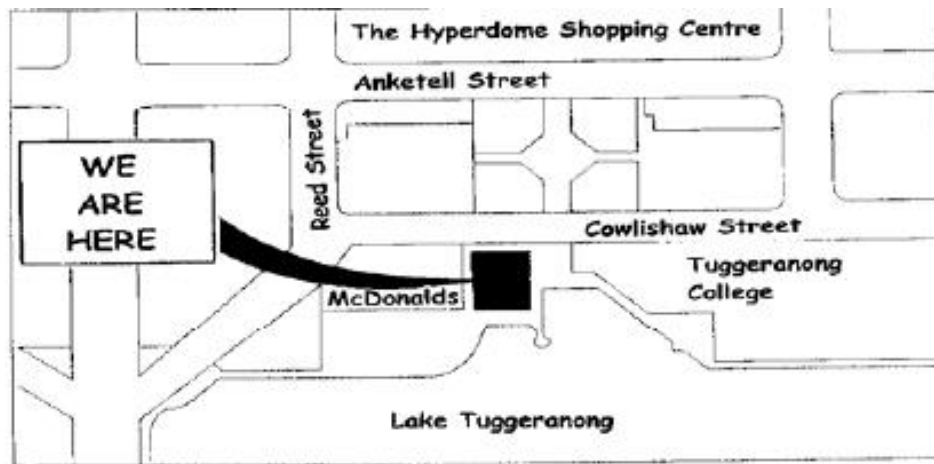 The Hyperdome Shopping Centre
Anketell Street
Reed Street
WE
ARE
HERE
Cowlishaw Street
Tuggeranong
College
McDonalds
Lake Tuggeranong